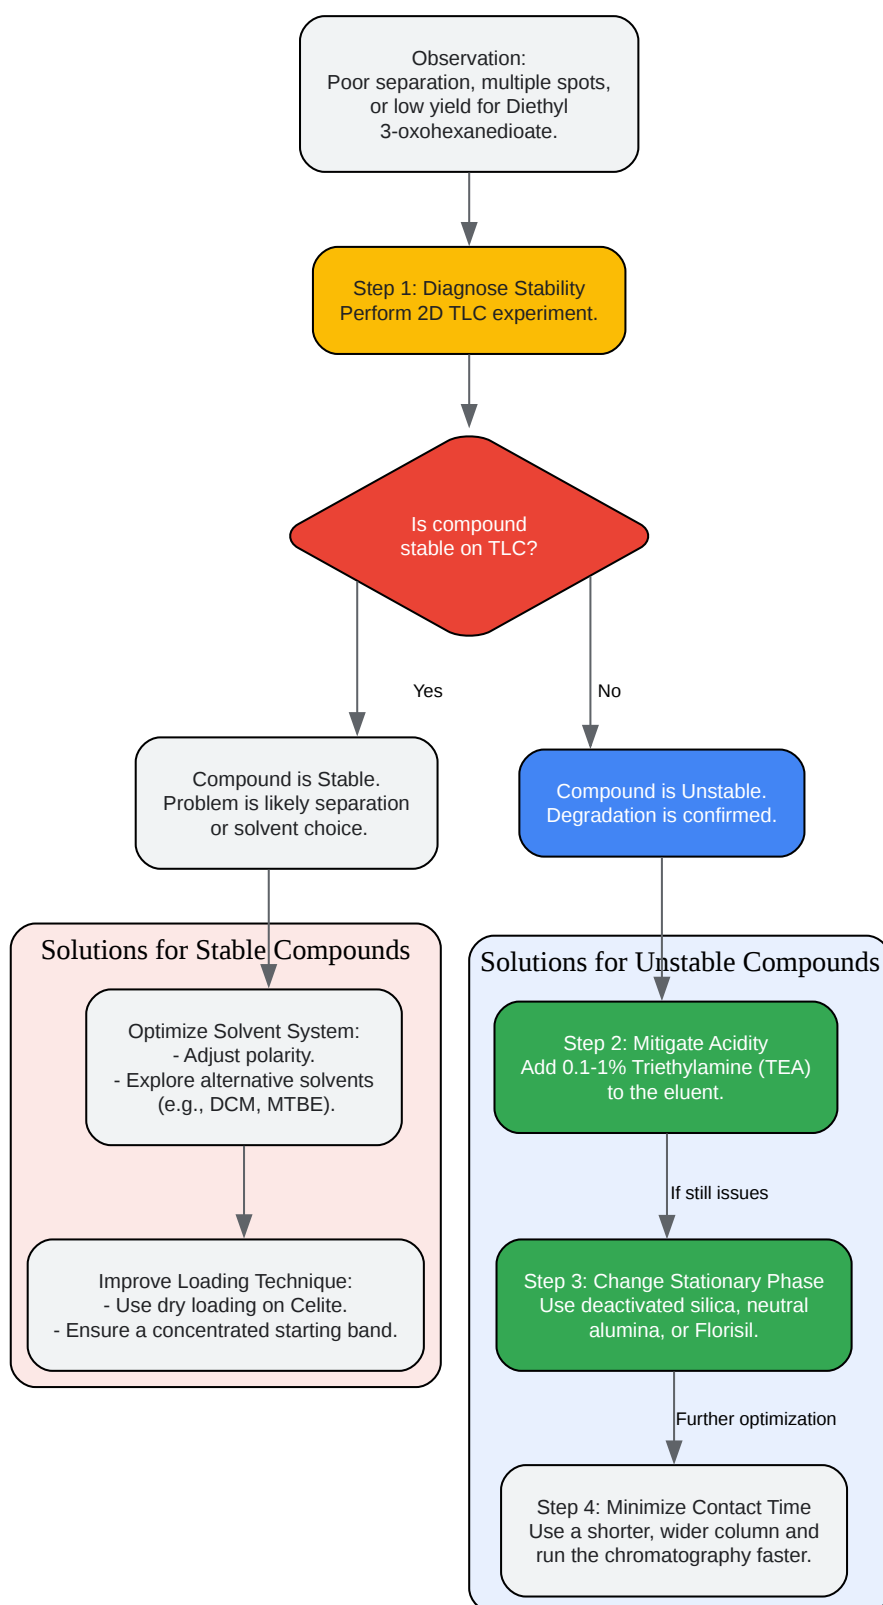 Observation:
Poor separation, multiple spots,
or low yield for Diethyl
3-oxohexanedioate.
Step 1: Diagnose Stability
Perform 2D TLC experiment.
Is compound
stable on TLC?
Yes
No
Compound is Stable.
Problem is likely separation
or solvent choice.
Compound is Unstable.
Degradation is confirmed.
Solutions for Stable Compounds
Optimize Solvent System:
- Adjust polarity.
- Explore alternative solvents
(e.g., DCM, MTBE).
Improve Loading Technique:
- Use dry loading on Celite.
- Ensure a concentrated starting band.
Solutions for Unstable Compounds
Step 2: Mitigate Acidity
Add 0.1-1% Triethylamine (TEA)
to the eluent.
If still issues
Step 3: Change Stationary Phase
Use deactivated silica, neutral
alumina, or Florisil.
Further optimization
Step 4: Minimize Contact Time
Use a shorter, wider column and
run the chromatography faster.